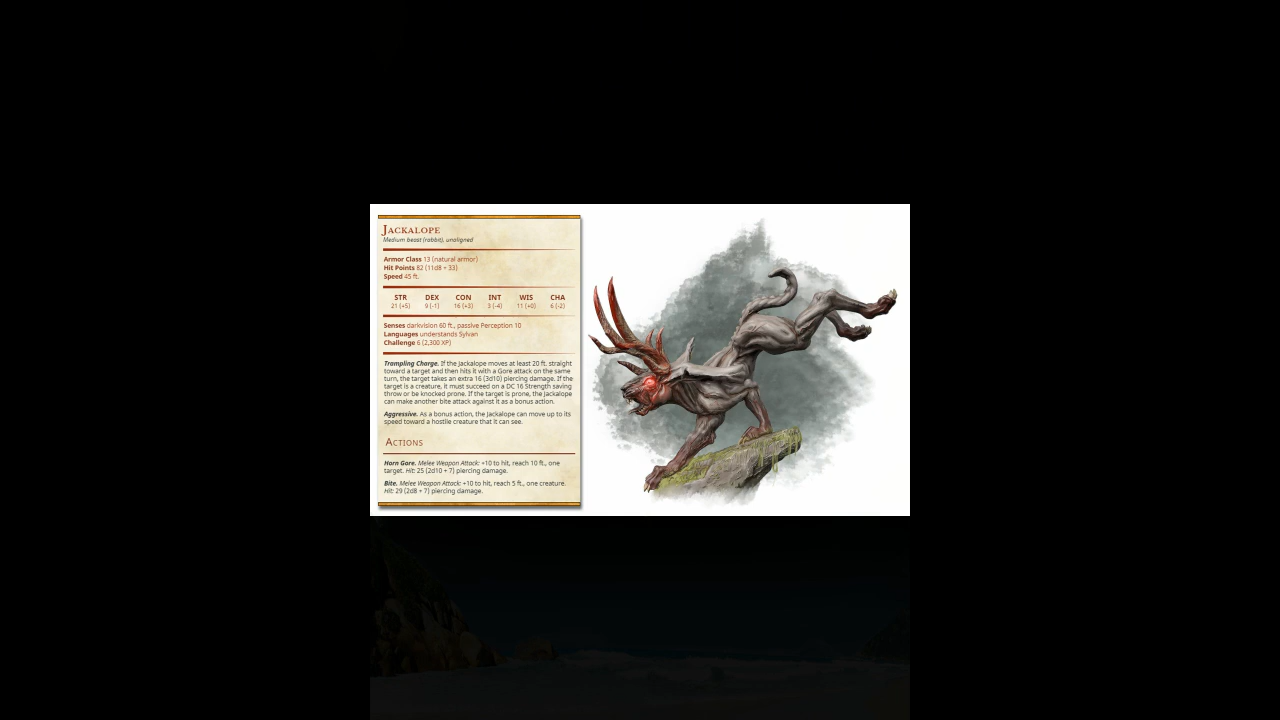 JACKALOPE
Medium beast (rabbit), unaligned
Armor Class 13 (natural armor)
Hit Points 82 (11d8 + 33)
Speed 45 ft.
STR DEX CON INT WIS CHA
21 (+5) 9 (-1) 16 (+3) 3 (-4) 11 (+0) 6 (-2)
Senses darkvision 60 ft., passive Perception 10
Languages understands Sylvan
Challenge 6 (2,300 XP)
Trampling Charge. If the Jackalope moves at least 20 ft. straight
toward a target and then hits it with a Gore attack on the same
turn, the target takes an extra 16 (3d10) piercing damage. If the
target is a creature, it must succeed on a DC 16 Strength saving
throw or be knocked prone. If the target is prone, the Jackalope
can make another bite attack against it as a bonus action.
Aggressive. As a bonus action, the Jackalope can move up to its
speed toward a hostile creature that it can see.
ACTIONS
Horn Gore. Melee Weapon Attack: +10 to hit, reach 10 ft., one
target. Hit: 25 (2d10 + 7) piercing damage.
Bite. Melee Weapon Attack: +10 to hit, reach 5 ft., one creature.
Hit: 29 (2d8 + 7) piercing damage.